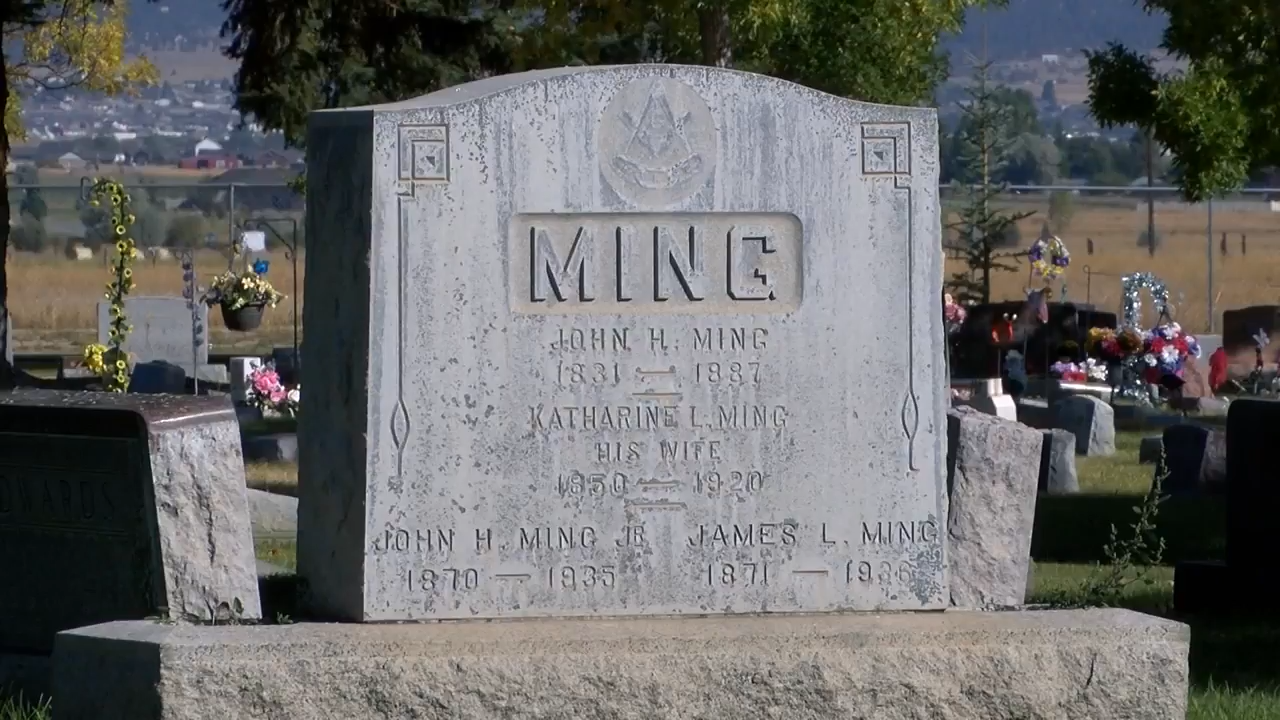 MING
JOHN H. MING
1831 — 1887
KATHARINE L. MING
HIS WIFE
1850 — 1920
JOHN H. MING JR. JAMES L. MING
1870 — 1935 1871 — 1936